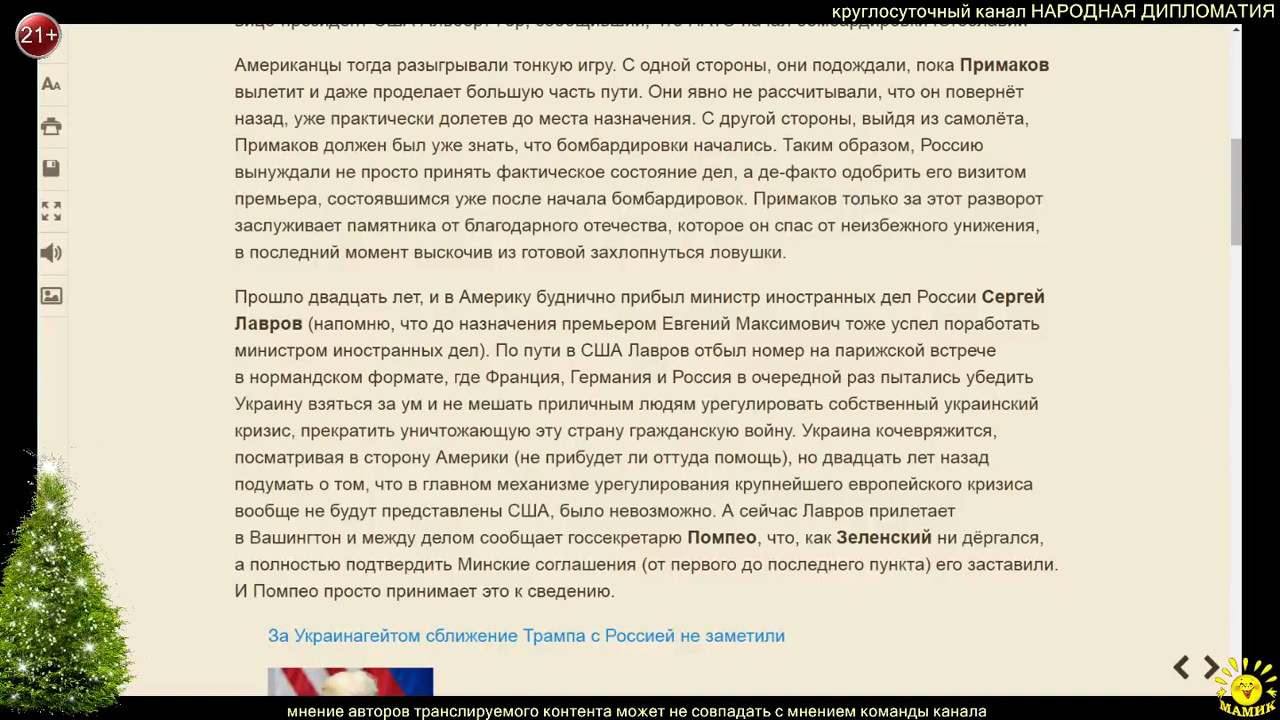 круглосуточный канал НАРОДНАЯ ДИПЛОМАТИЯ
21+
вице-президент США Альберт Гор, сообщивший, что НАТО начал бомбардировки Югославии
Американцы тогда разыгрывали тонкую игру. С одной стороны, они подождали, пока Примаков
вылетит и даже проделает большую часть пути. Они явно не рассчитывали, что он повернёт
назад, уже практически долетев до места назначения. С другой стороны, выйдя из самолёта,
Примаков должен был уже знать, что бомбардировки начались. Таким образом, Россию
вынуждали не просто принять фактическое состояние дел, а де-факто одобрить его визитом
премьера, состоявшимся уже после начала бомбардировок. Примаков только за этот разворот
заслуживает памятника от благодарного отечества, которое он спас от неизбежного унижения,
в последний момент выскочив из готовой захлопнуться ловушки.
Прошло двадцать лет, и в Америку буднично прибыл министр иностранных дел России Сергей
Лавров (напомню, что до назначения премьером Евгений Максимович тоже успел поработать
министром иностранных дел). По пути в США Лавров отбыл номер на парижской встрече
в нормандском формате, где Франция, Германия и Россия в очередной раз пытались убедить
Украину взяться за ум и не мешать приличным людям урегулировать собственный украинский
кризис, прекратить уничтожающую эту страну гражданскую войну. Украина кочевряжится,
посматривая в сторону Америки (не прибудет ли оттуда помощь), но двадцать лет назад
подумать о том, что в главном механизме урегулирования крупнейшего европейского кризиса
вообще не будут представлены США, было невозможно. А сейчас Лавров прилетает
в Вашингтон и между делом сообщает госсекретарю Помпео, что, как Зеленский ни дёргался,
а полностью подтвердить Минские соглашения (от первого до последнего пункта) его заставили.
И Помпео просто принимает это к сведению.
За Украинагейтом сближение Трампа с Россией не заметили
МАМИК
мнение авторов транслируемого контента может не совпадать с мнением команды канала